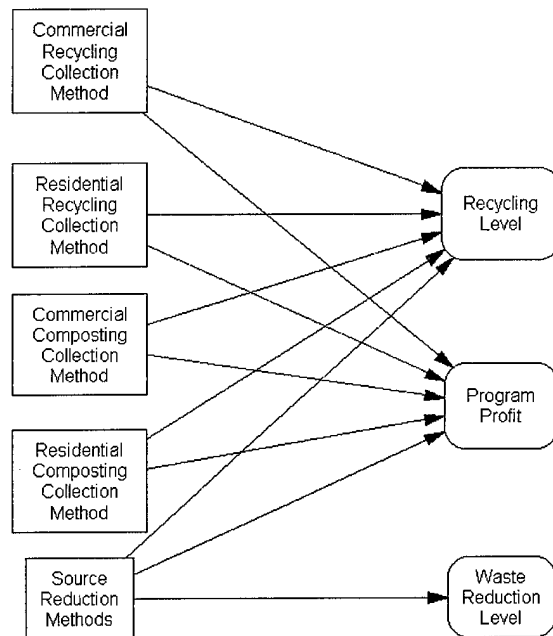 Commercial
Recycling
Collection
Method
Residential
Recycling
Collection
Method
Commercial
Composting
Collection
Method
Residential
Composting
Collection
Method
Source
Reduction
Methods
Recycling
Level
Program
Profit
Waste
Reduction
Level